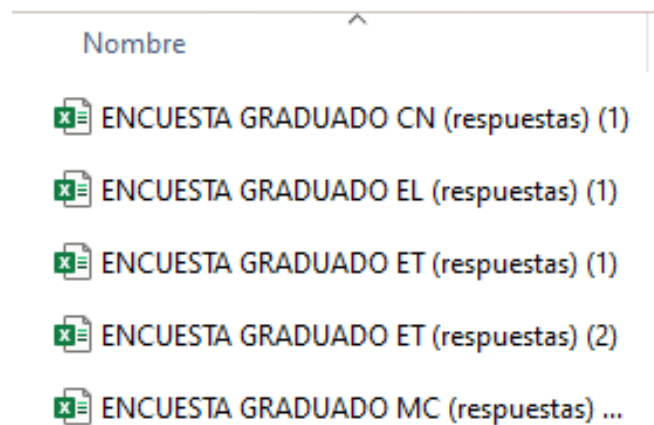 Nombre
ENCUESTA GRADUADO CN (respuestas) (1)
ENCUESTA GRADUADO EL (respuestas) (1)
ENCUESTA GRADUADO ET (respuestas) (1)
ENCUESTA GRADUADO ET (respuestas) (2)
ENCUESTA GRADUADO MC (respuestas) ...